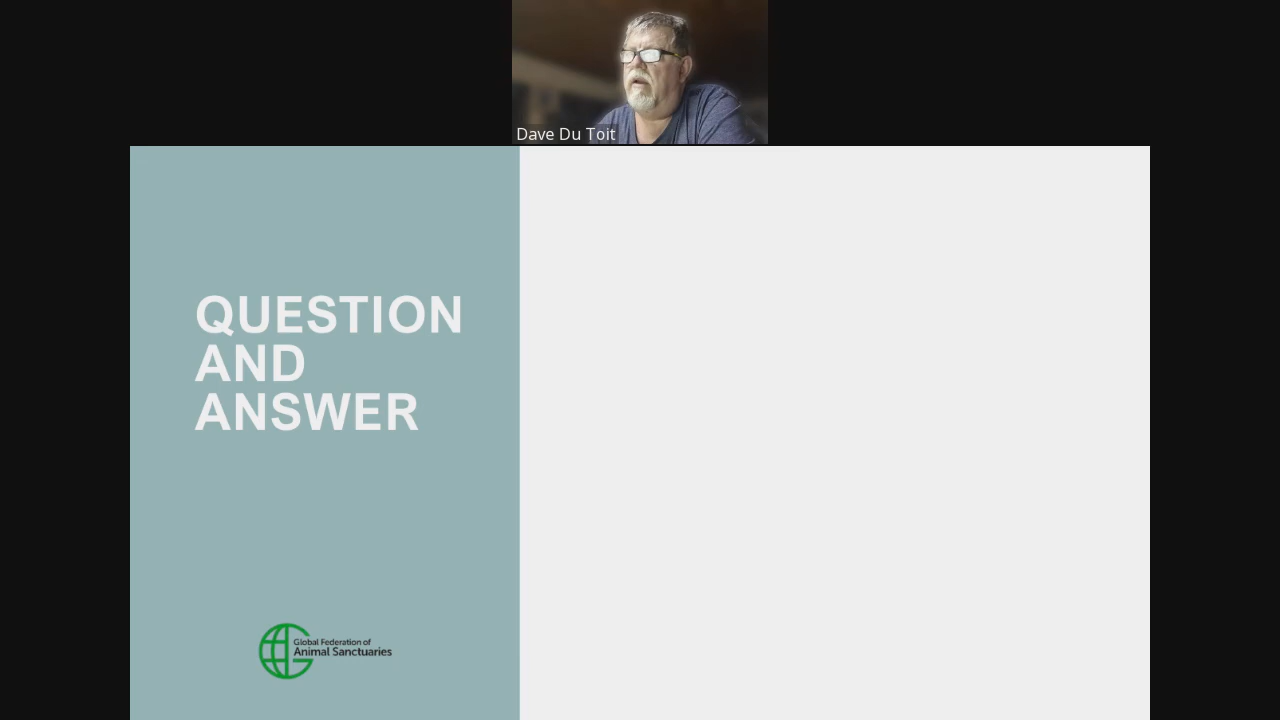 Dave Du Toit
QUESTION
AND
ANSWER
Global Federation of
Animal Sanctuaries